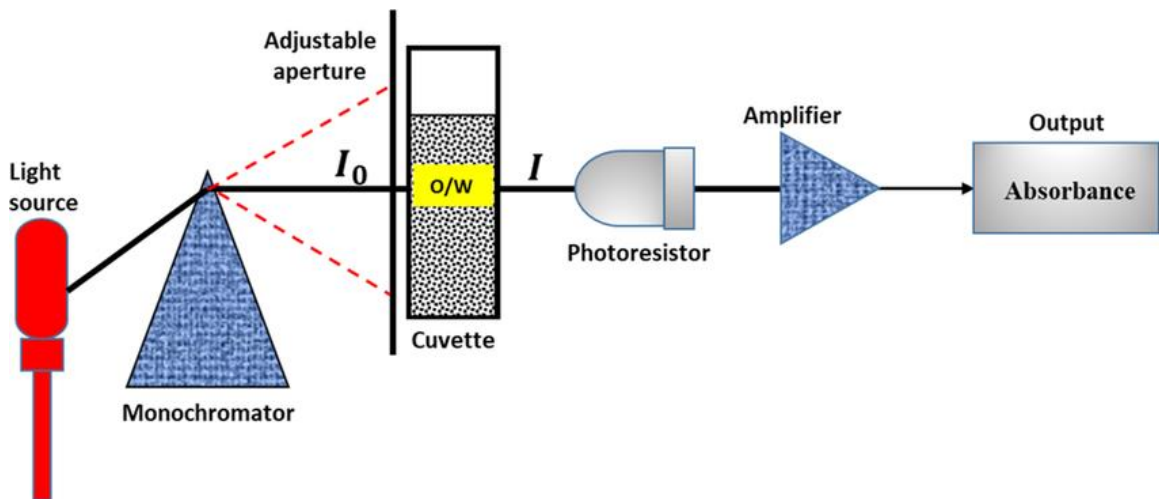 Light
source
Monochromator
Adjustable
aperture
I₀
O/W
Cuvette
I
Photoresistor
Amplifier
Output
Absorbance